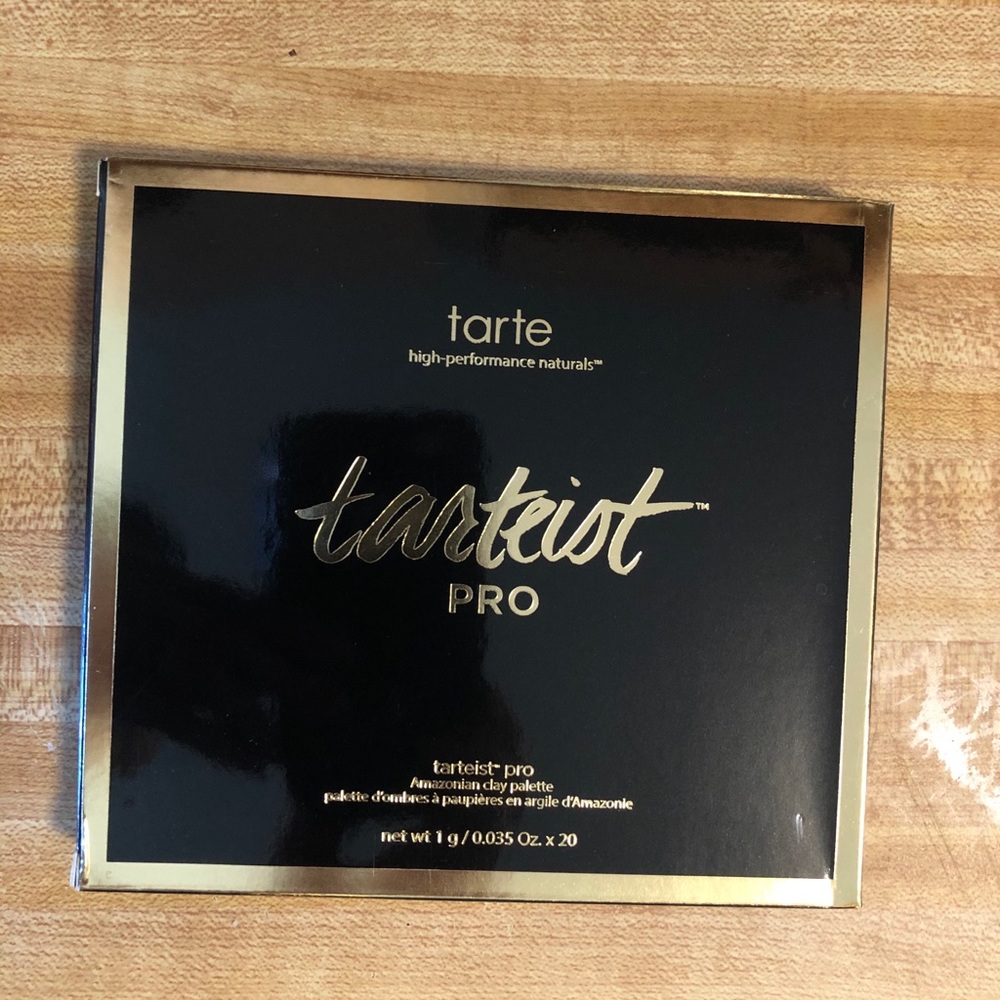 tarte
high-performance naturals™
tarteist™
PRO
tarteist™ pro
Amazonian clay palette
palette d'ombres à paupières en argile d'Amazonie
net wt 1 g / 0.035 Oz. x 20